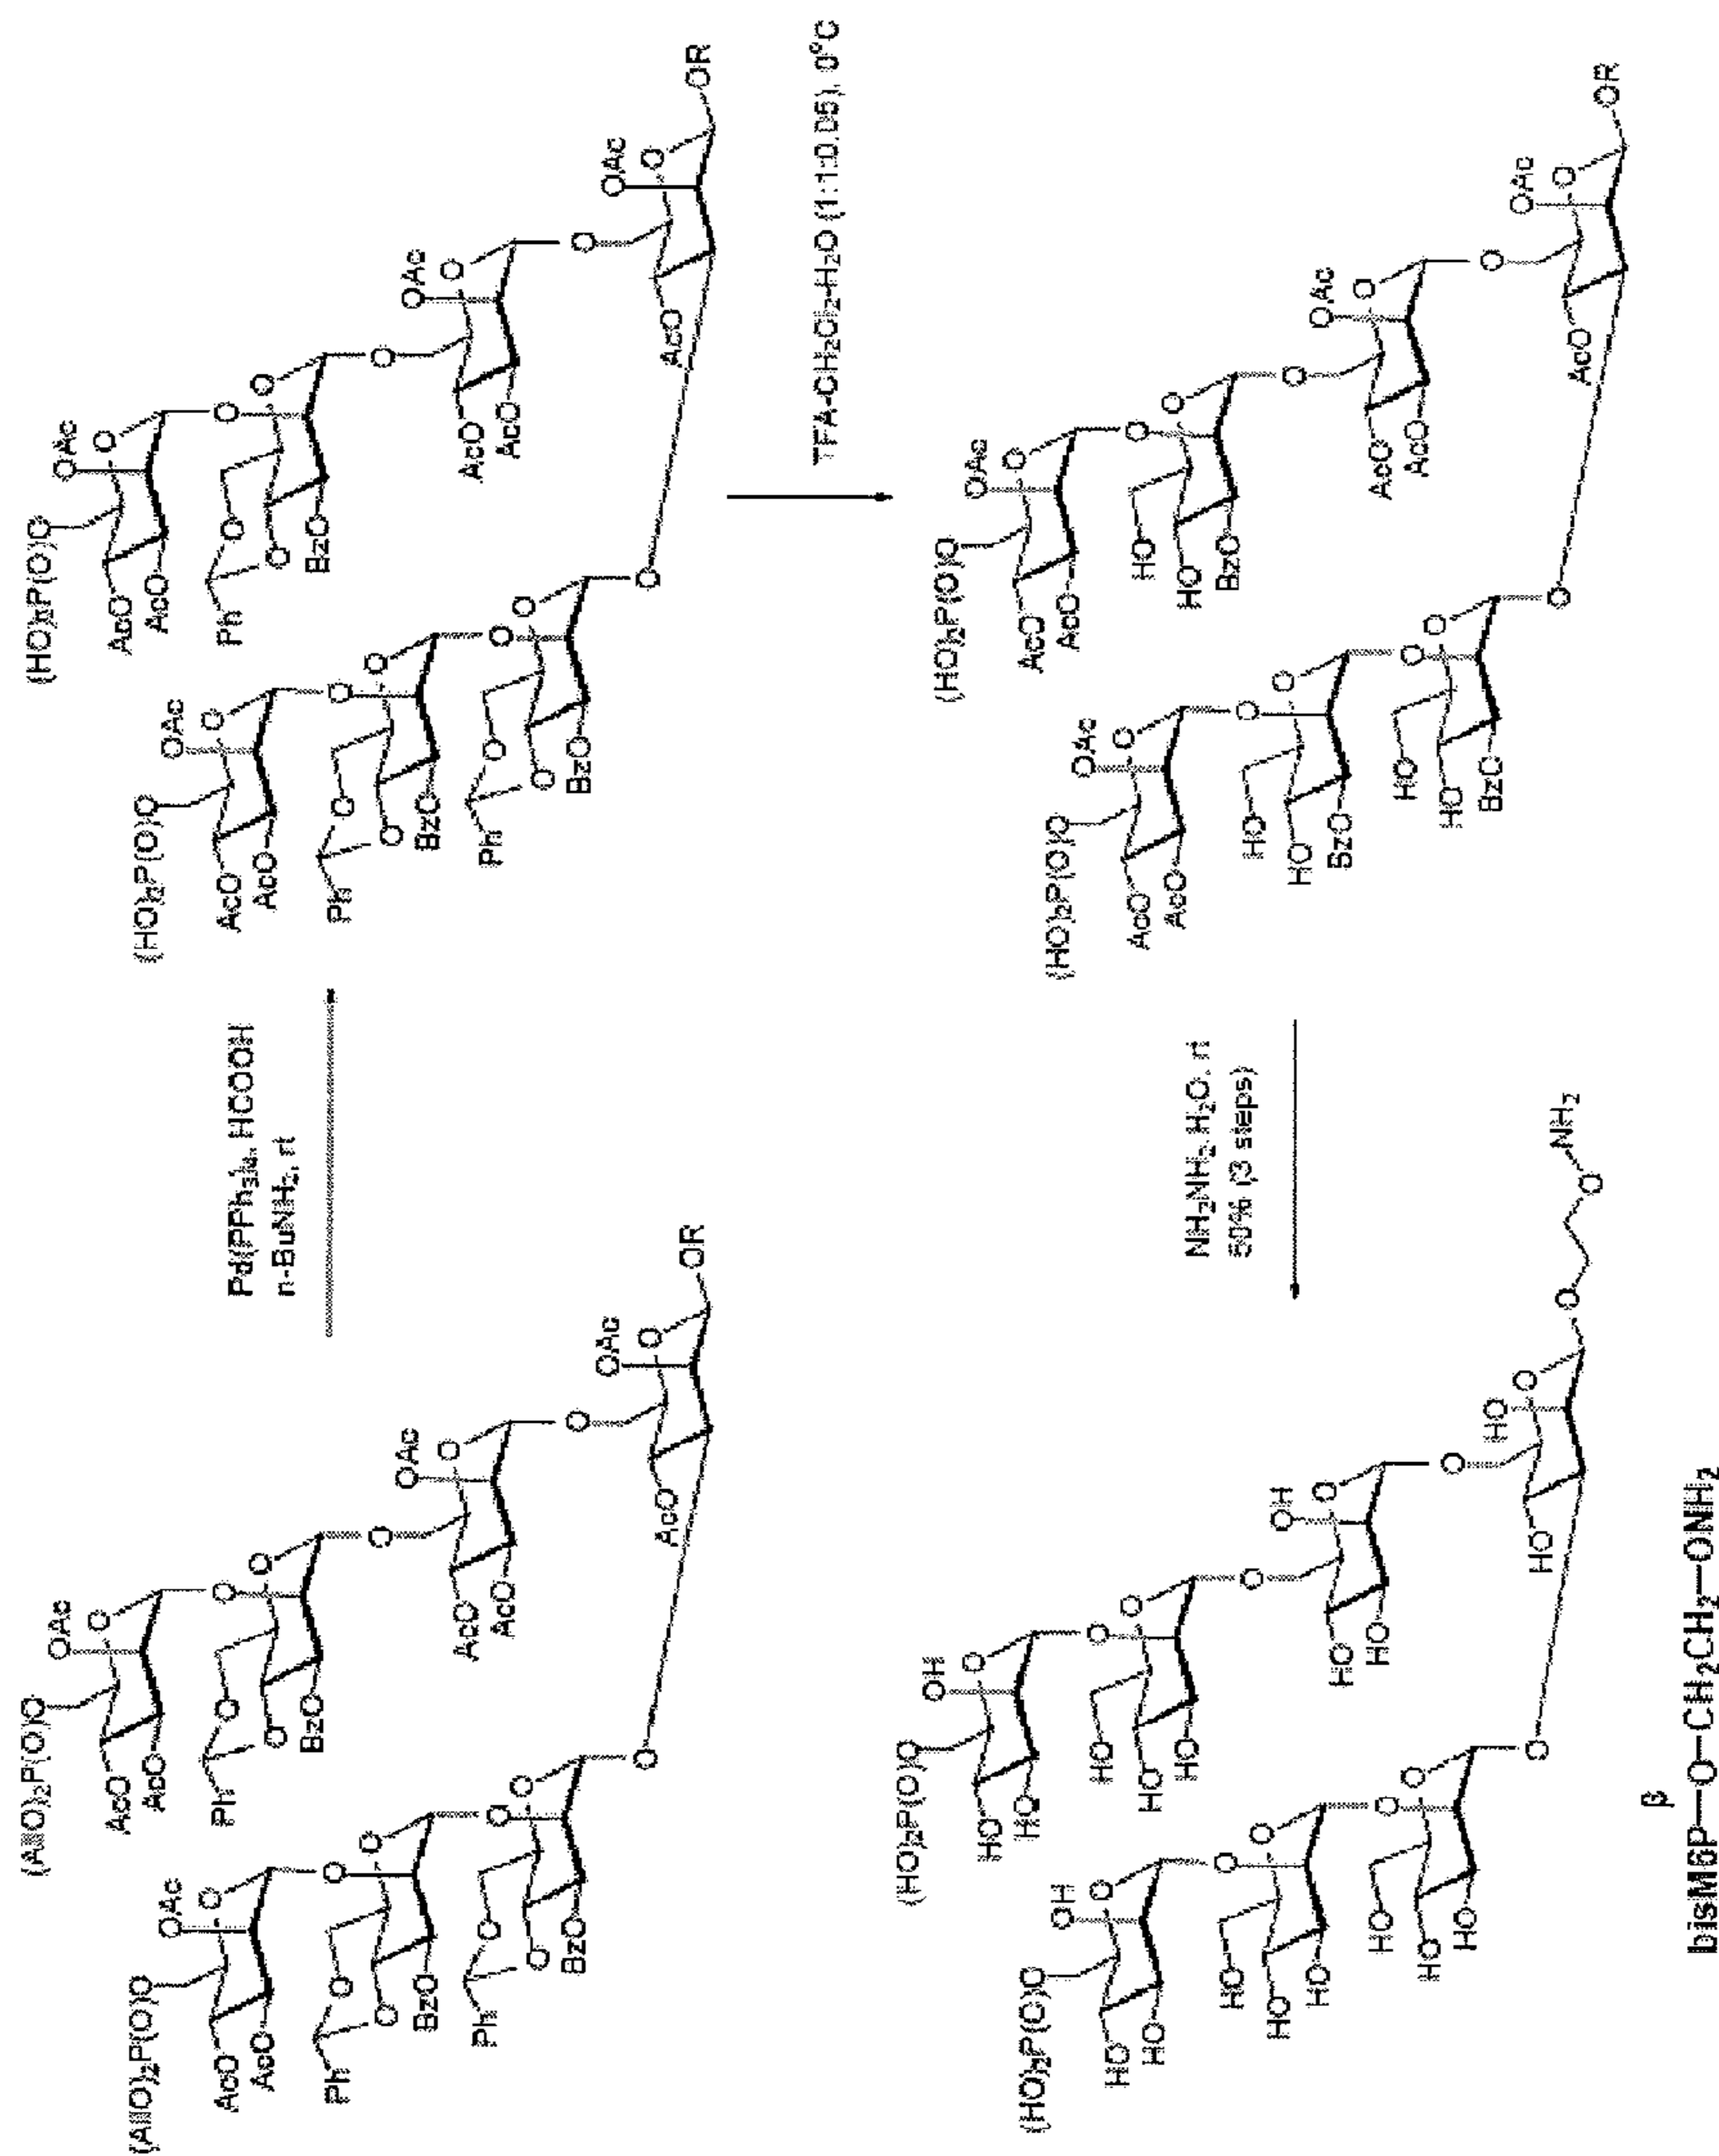 (AllO)₂P(O)O
OAc
AcO
AcO
Ph
BzO
(AllO)₂P(O)O
OAc
AcO
AcO
Ph
BzO
Ph
BzO
OAc
AcO
AcO
OAc
AcO
OR
Pd(PPh₃)₄, HCOOH
n-BuNH₂, rt
(HO)₂P(O)O
OAc
AcO
AcO
Ph
BzO
(HO)₂P(O)O
OAc
AcO
AcO
Ph
BzO
Ph
BzO
OAc
AcO
AcO
OAc
AcO
OR
TFA-CH₂Cl₂-H₂O (1:1:0.05), 0°C
(HO)₂P(O)O
OH
HO
HO
HO
HO
HO
(HO)₂P(O)O
OH
HO
HO
HO
HO
HO
HO
HO
HO
OH
HO
HO
HO
HO
O
O
NH₂
β
bisM6P—O—CH₂CH₂—ONH₂
NH₂NH₂.H₂O, rt
50% (3 steps)
(HO)₂P(O)O
OAc
AcO
AcO
HO
HO
BzO
(HO)₂P(O)O
OAc
AcO
AcO
HO
HO
BzO
HO
HO
BzO
OAc
AcO
AcO
OAc
AcO
OR